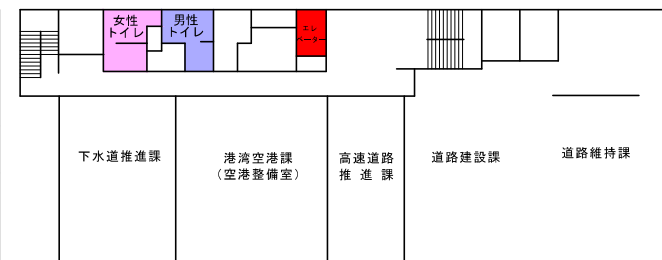 女性
トイレ
男性
トイレ
エレ
ベーター
下水道推進課
港湾空港課
（空港整備室）
高速道路
推進課
道路建設課
道路維持課